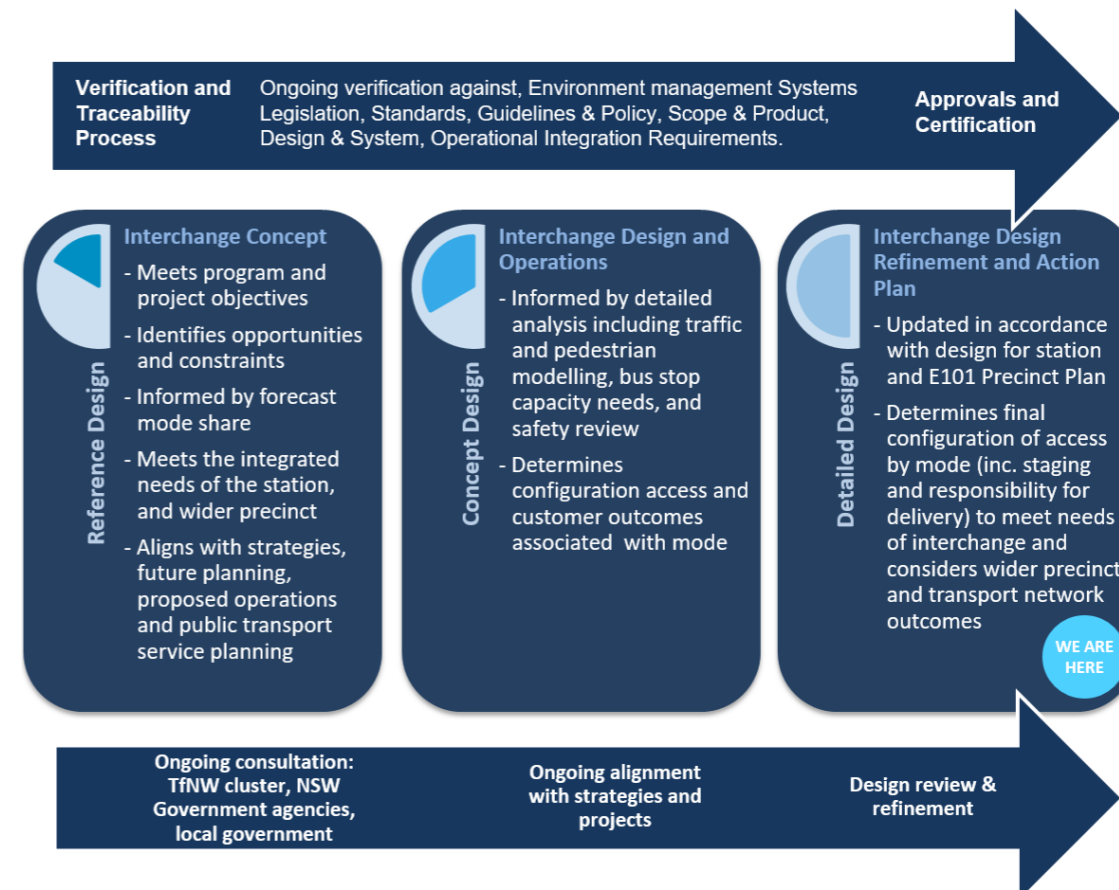 Verification and
Traceability
Process
Ongoing verification against, Environment management Systems
Legislation, Standards, Guidelines & Policy, Scope & Product,
Design & System, Operational Integration Requirements.
Approvals and
Certification
Reference Design
Interchange Concept
- Meets program and
project objectives
- Identifies opportunities
and constraints
- Informed by forecast
mode share
- Meets the integrated
needs of the station,
and wider precinct
- Aligns with strategies,
future planning,
proposed operations
and public transport
service planning
Concept Design
Interchange Design and
Operations
- Informed by detailed
analysis including traffic
and pedestrian
modelling, bus stop
capacity needs, and
safety review
- Determines
configuration access and
customer outcomes
associated with mode
Detailed Design
Interchange Design
Refinement and Action
Plan
- Updated in accordance
with design for station
and E101 Precinct Plan
- Determines final
configuration of access
by mode (inc. staging
and responsibility for
delivery) to meet needs
of interchange and
considers wider precinct
and transport network
outcomes
WE ARE
HERE
Ongoing consultation:
TfNW cluster, NSW
Government agencies,
local government
Ongoing alignment
with strategies and
projects
Design review &
refinement